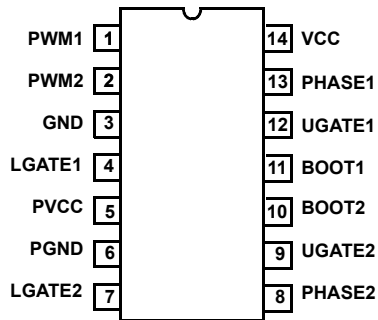 PWM1 1 14 VCC
PWM2 2 13 PHASE1
GND 3 12 UGATE1
LGATE1 4 11 BOOT1
PVCC 5 10 BOOT2
PGND 6 9 UGATE2
LGATE2 7 8 PHASE2